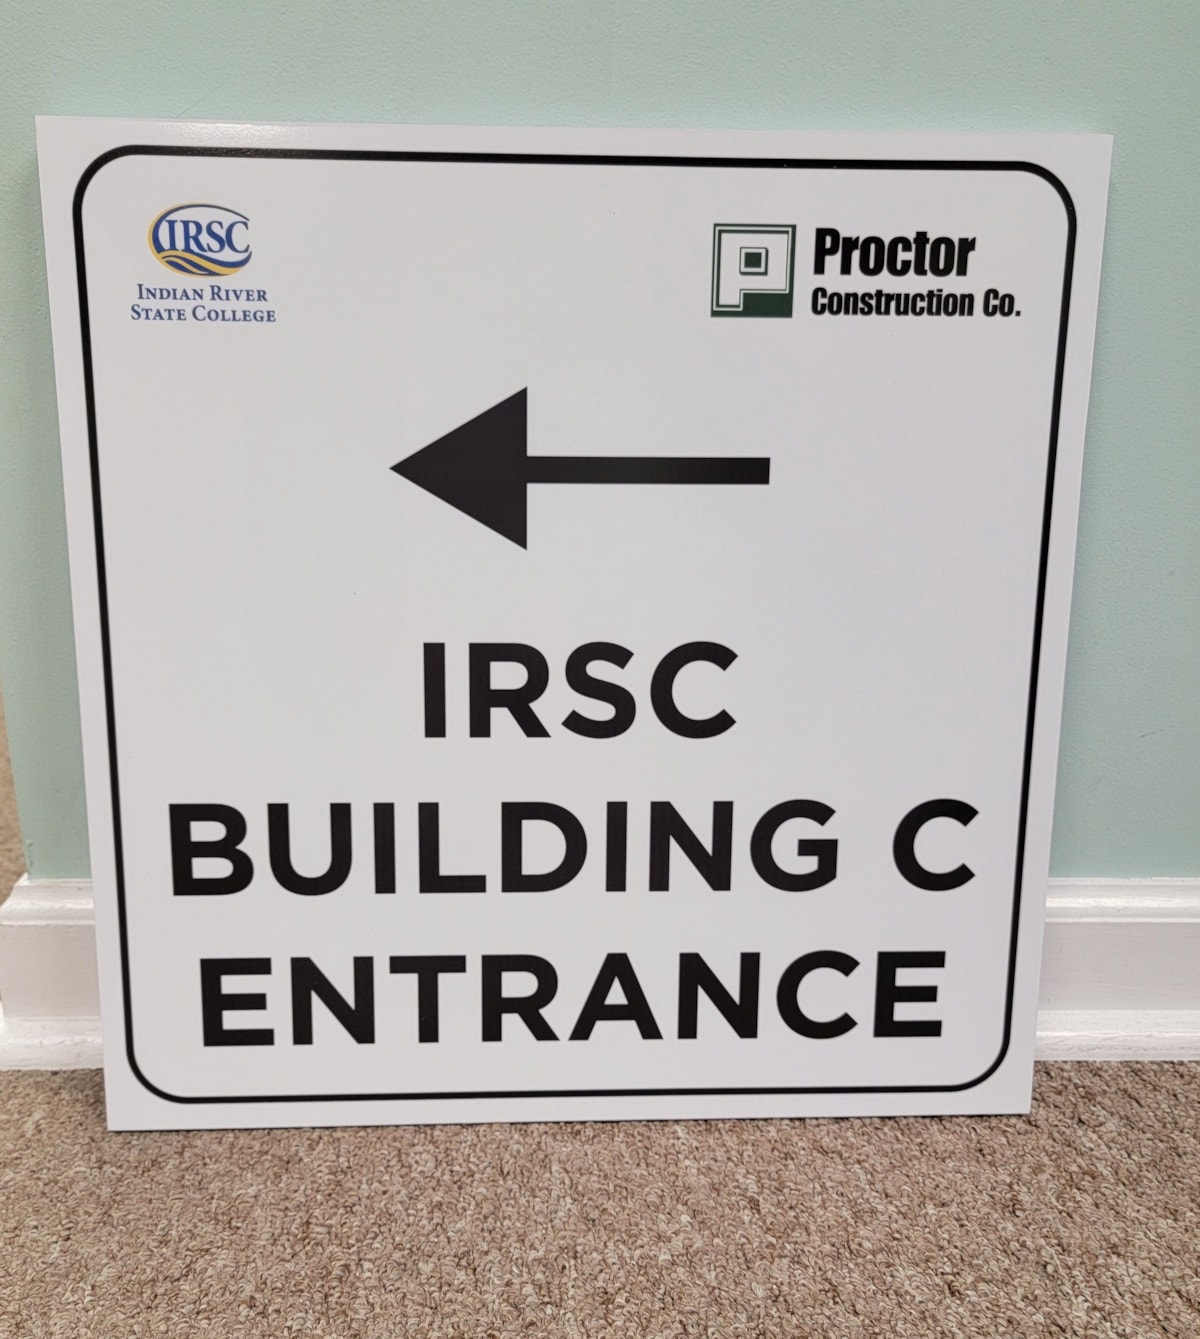 IRSC
INDIAN RIVER
STATE COLLEGE
P
Proctor
Construction Co.
IRSC
BUILDING C
ENTRANCE